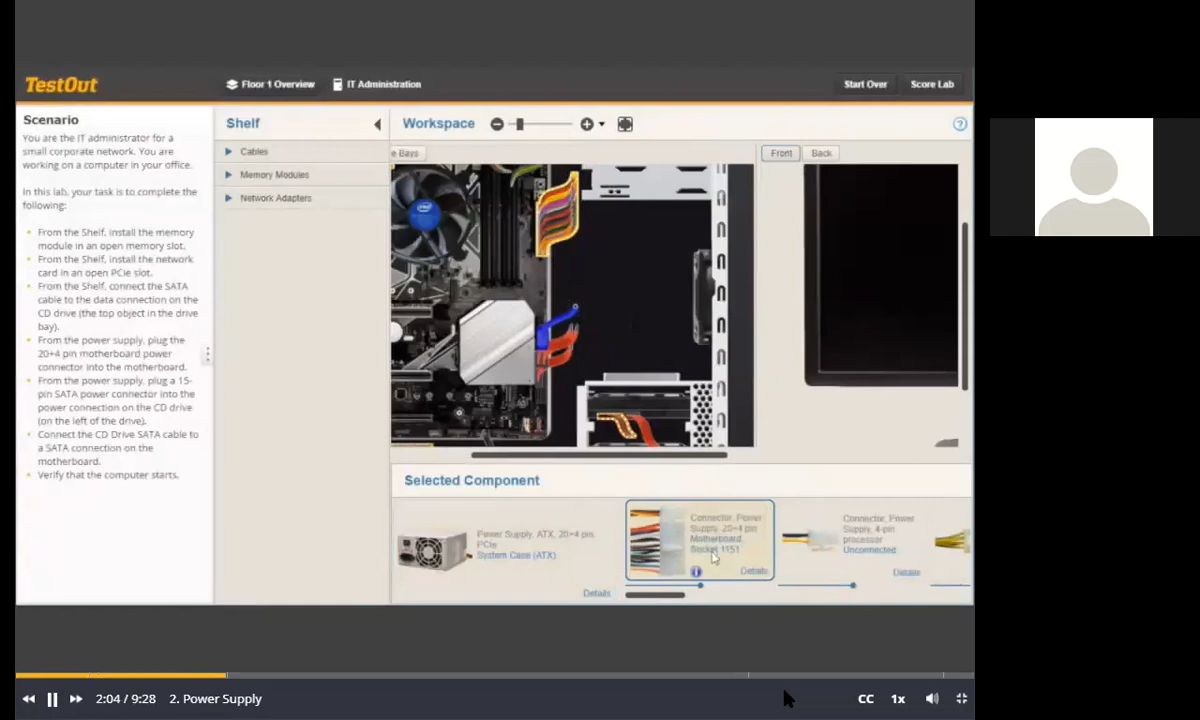 TestOut
Floor 1 Overview
IT Administration
Start Over
Score Lab
Scenario
You are the IT administrator for a
small corporate network. You are
working on a computer in your office.
In this lab, your task is to complete the
following:
From the Shelf, install the memory
module in an open memory slot.
From the Shelf, install the network
card in an open PCIe slot.
From the Shelf, connect the SATA
cable to the data connection on the
CD drive (the top object in the drive
bay).
From the power supply, plug the
20+4 pin motherboard power
connector into the motherboard.
From the power supply, plug a 15-
pin SATA power connector into the
power connection on the CD drive
(on the left of the drive).
Connect the CD Drive SATA cable to
a SATA connection on the
motherboard.
Verify that the computer starts.
Shelf
Cables
Memory Modules
Network Adapters
Workspace
e Bays
Front
Back
intel
Selected Component
Power Supply, ATX, 20+4 pin,
PCIe
System Case (ATX)
Details
Connector, Power
Supply, 20+4 pin
Motherboard,
Socket 1151
Details
Connector, Power
Supply, 4-pin
processor
Unconnected
Details
2:04 / 9:28
2. Power Supply
CC
1x